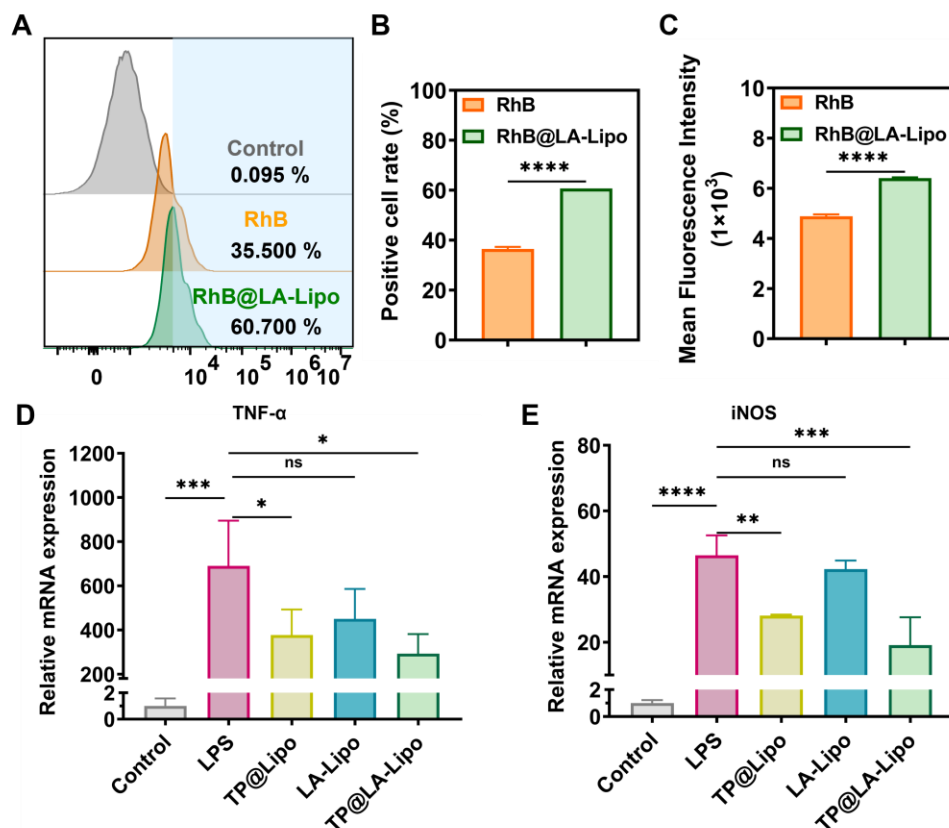 A
Control
0.095 %
RhB
35.500 %
RhB@LA-Lipo
60.700 %
0
10^4
10^5
10^6
10^7
B
Positive cell rate (%)
100
80
60
40
20
0
RhB
RhB@LA-Lipo
****
C
Mean Fluorescence Intensity
(1×10^3)
10
8
6
4
2
0
RhB
RhB@LA-Lipo
****
D
TNF-α
Relative mRNA expression
1200
1000
800
600
400
200
2
0
***
*
ns
*
Control
LPS
TP@Lipo
LA-Lipo
TP@LA-Lipo
E
iNOS
Relative mRNA expression
80
60
40
20
2
0
****
***
ns
**
Control
LPS
TP@Lipo
LA-Lipo
TP@LA-Lipo